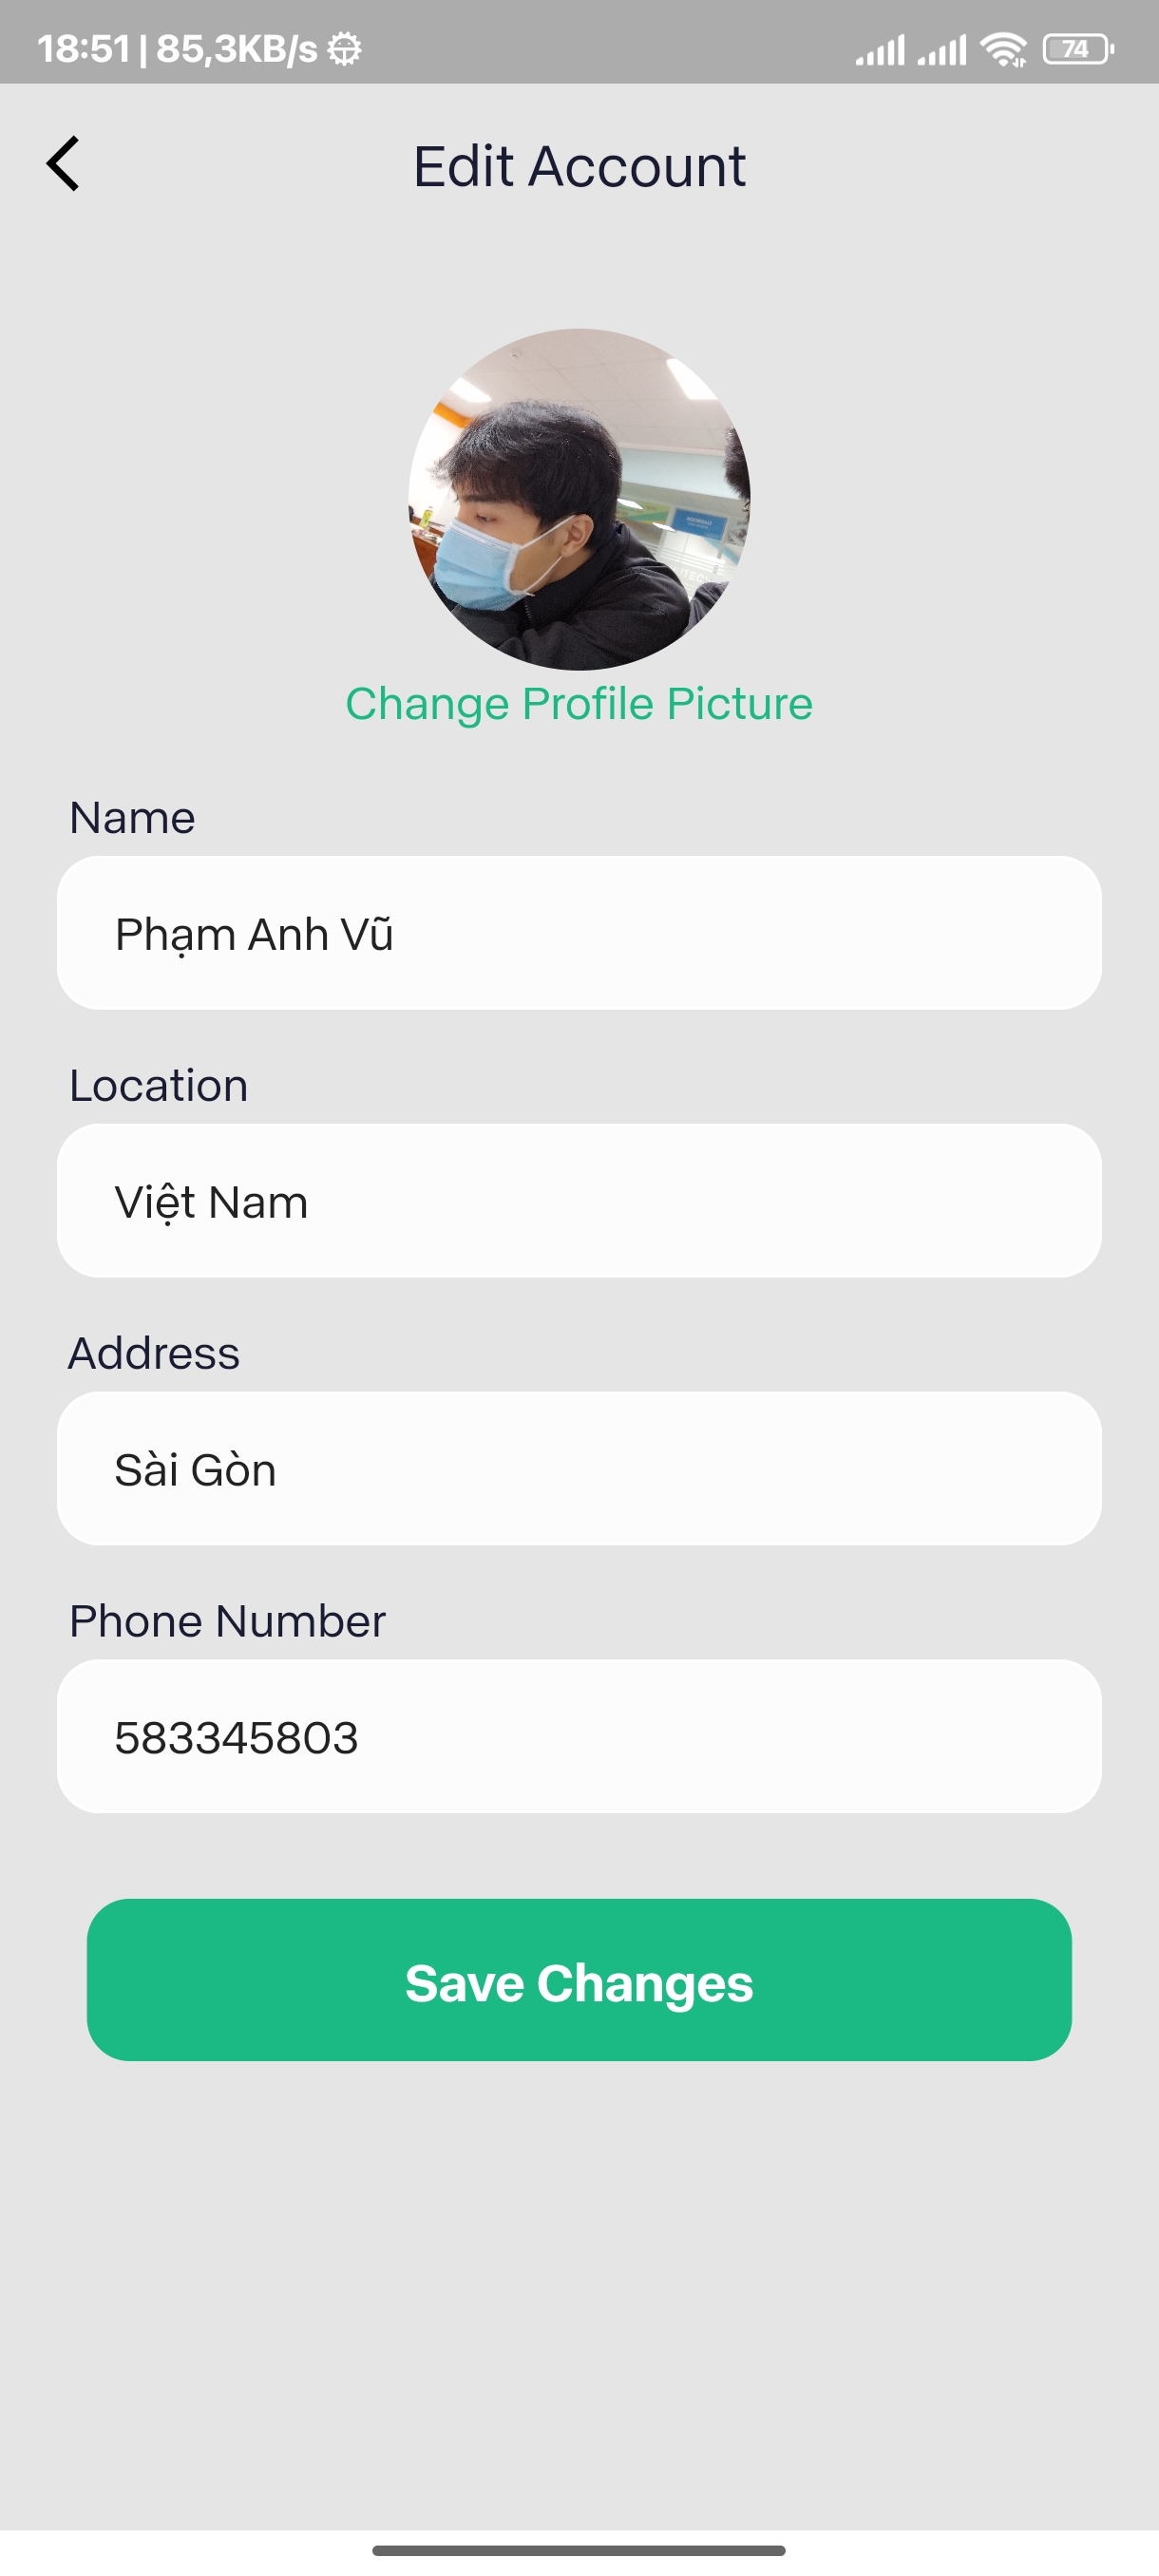 18:51 | 85,3KB/s
74
Edit Account
Change Profile Picture
Name
Phạm Anh Vũ
Location
Việt Nam
Address
Sài Gòn
Phone Number
583345803
Save Changes